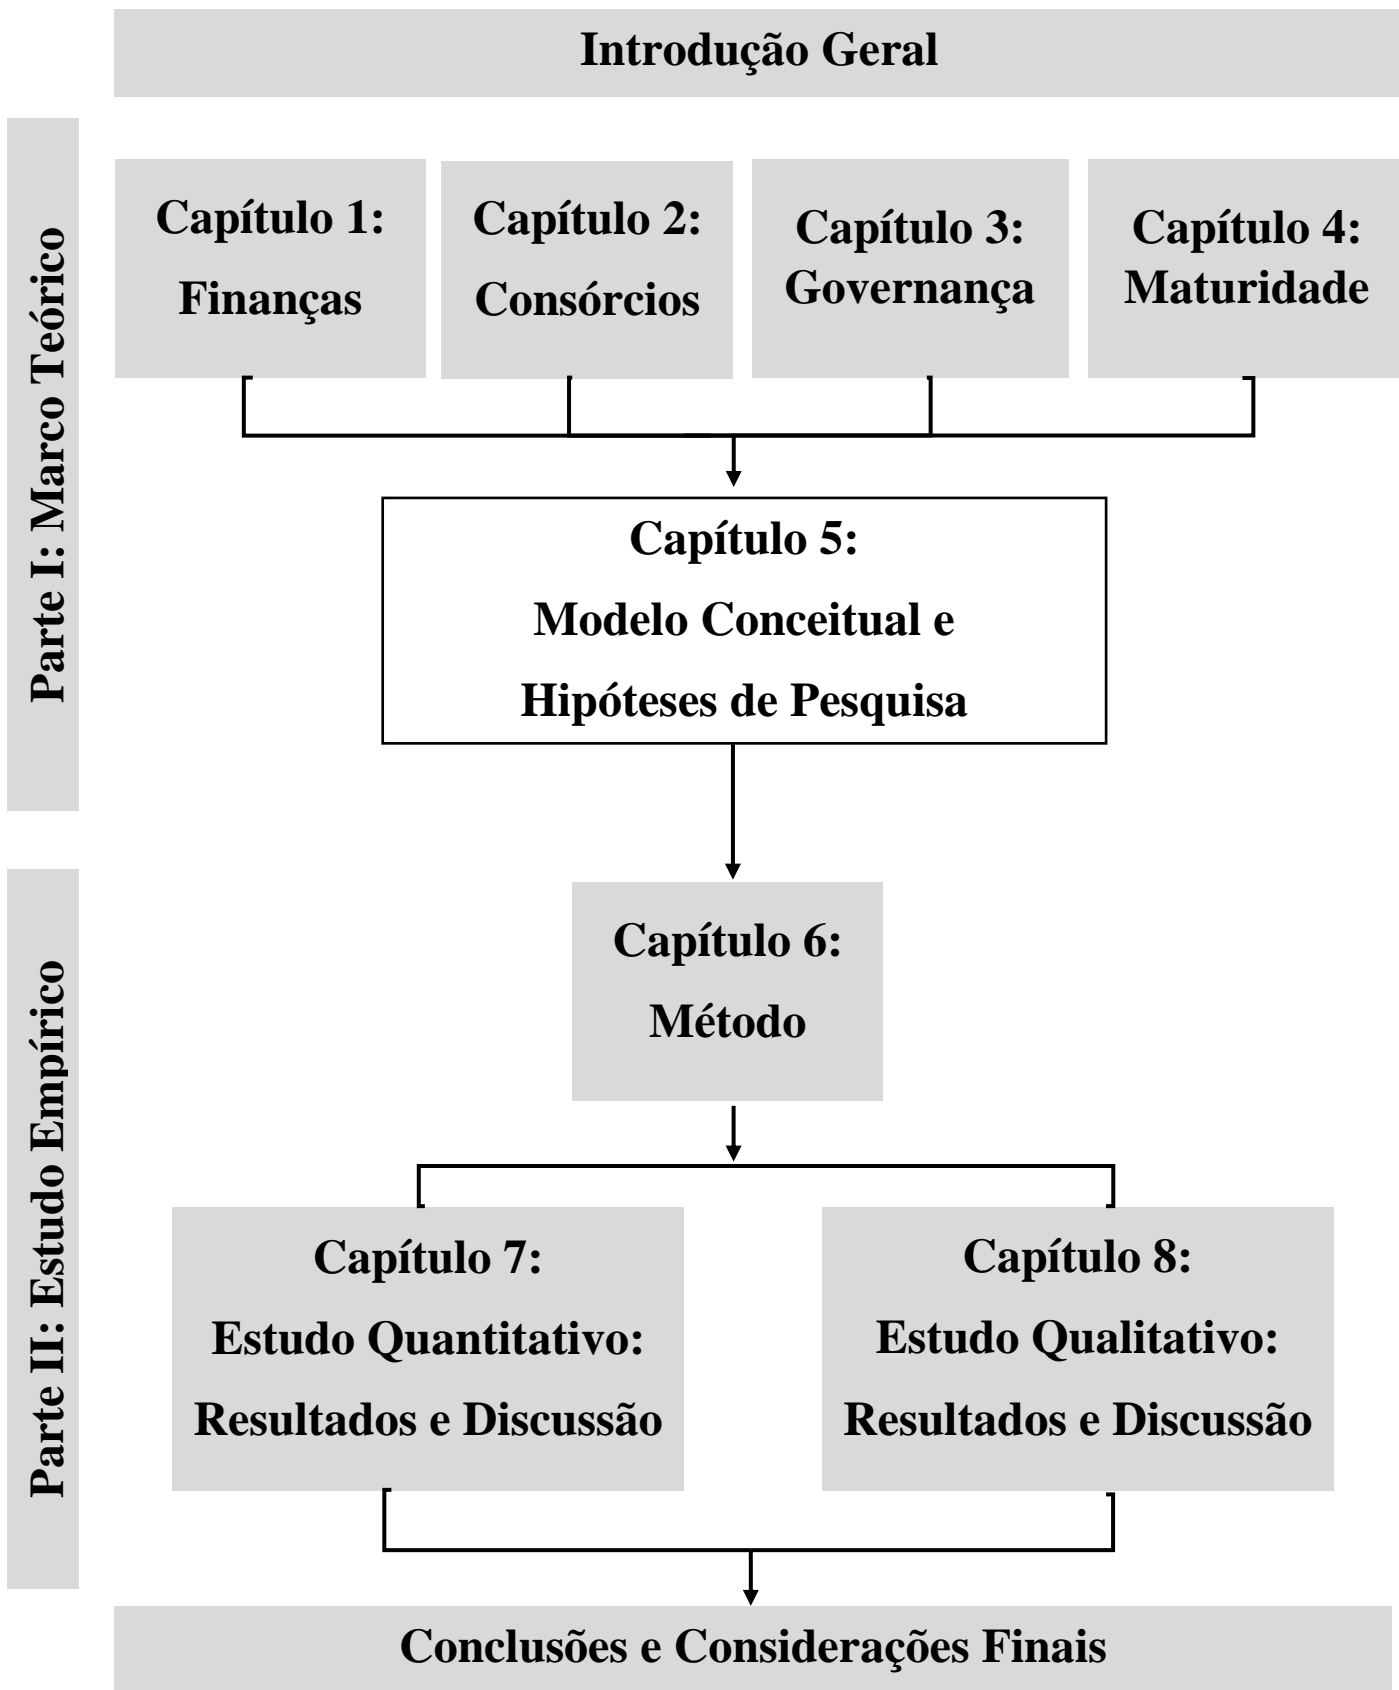 Introdução Geral
Parte I: Marco Teórico
Capítulo 1:
Finanças
Capítulo 2:
Consórcios
Capítulo 3:
Governança
Capítulo 4:
Maturidade
Capítulo 5:
Modelo Conceitual e
Hipóteses de Pesquisa
Parte II: Estudo Empírico
Capítulo 6:
Método
Capítulo 7:
Estudo Quantitativo:
Resultados e Discussão
Capítulo 8:
Estudo Qualitativo:
Resultados e Discussão
Conclusões e Considerações Finais